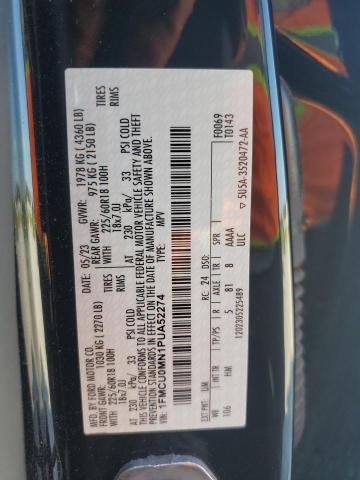 MFD. BY FORD MOTOR CO.
DATE: 05/23 GVWR: 1978 KG ( 4360 LB)
FRONT GAWR: 1030 KG ( 2270 LB) REAR GAWR: 975 KG ( 2150 LB)
WITH 225/60R18 100H TIRES WITH 225/60R18 100H TIRES
18x7.0J RIMS 18x7.0J RIMS
AT 230 kPa/ 33 PSI COLD AT 230 kPa/ 33 PSI COLD
THIS VEHICLE CONFORMS TO ALL APPLICABLE FEDERAL MOTOR VEHICLE SAFETY AND THEFT
PREVENTION STANDARDS IN EFFECT ON THE DATE OF MANUFACTURE SHOWN ABOVE.
VIN: 1FMCU0MN1PUA52274 TYPE: MPV
F0069
T0143
EXT PNT: UM RC: 24 DSO:
WB INT TR TP/PS R AXLE TR SPR
106 HM 5 81 8 AAAA
1202305225489 ULC
5U5A-3520472-AA